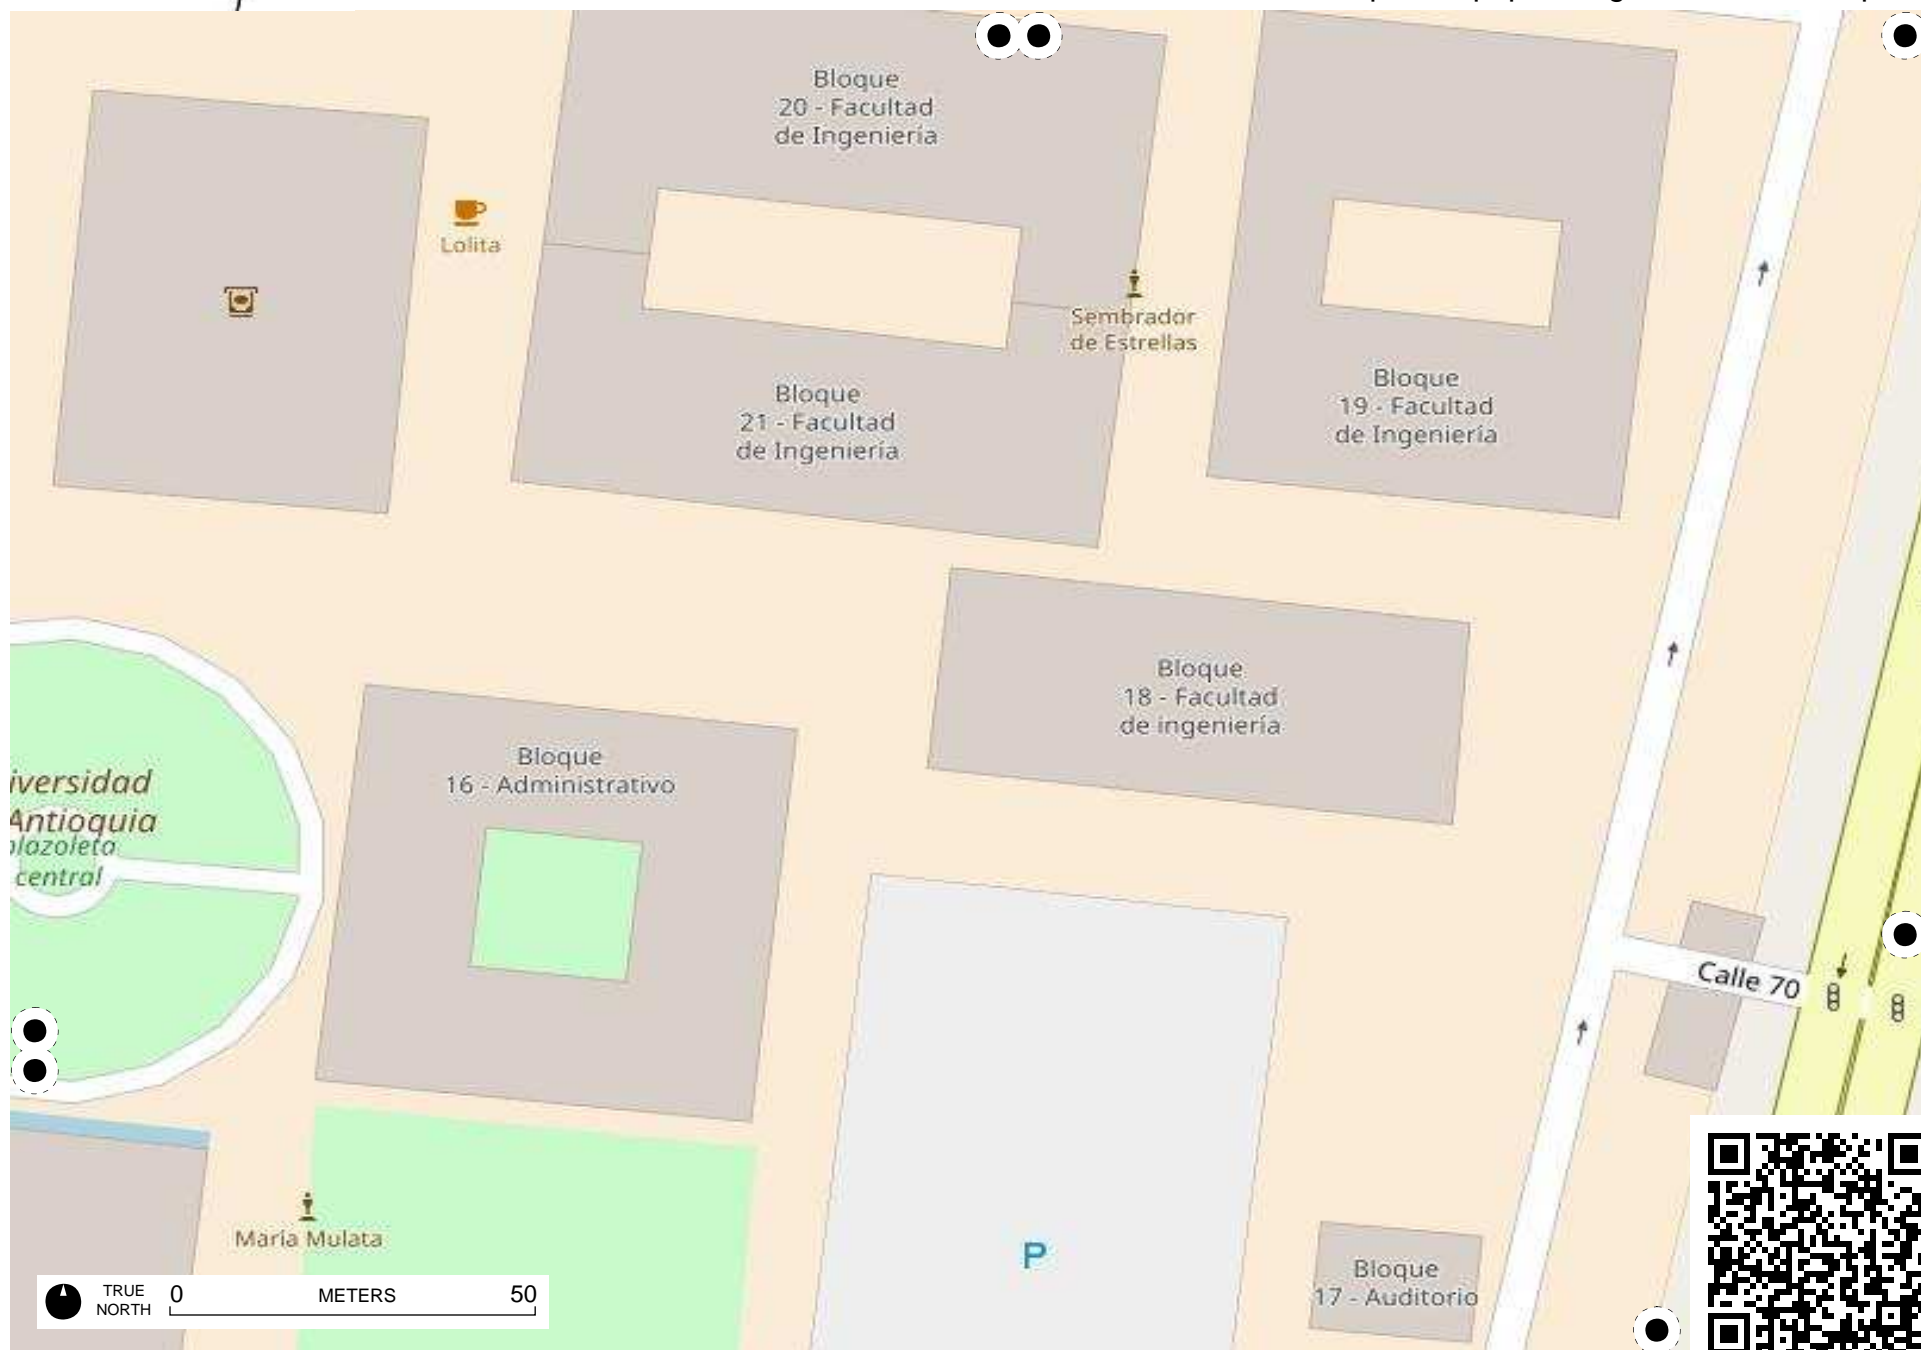 Bloque
20 - Facultad
de Ingeniería
Lolita
Sembrador
de Estrellas
Bloque
21 - Facultad
de Ingeniería
Bloque
19 - Facultad
de Ingeniería
Bloque
18 - Facultad
de ingeniería
Bloque
16 - Administrativo
iversidad
Antioquia
plazoleta
central
Calle 70
María Mulata
P
Bloque
17 - Auditorio
TRUE
NORTH
0 METERS 50